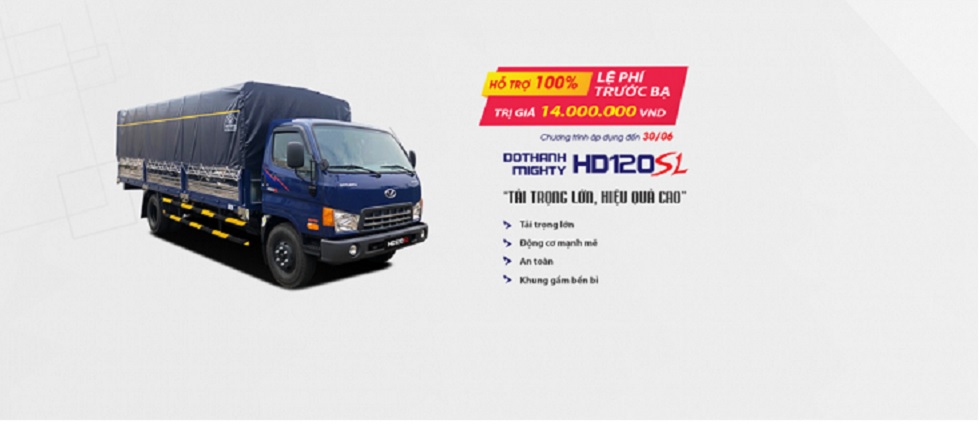 HỖ TRỢ 100% LỆ PHÍ
TRƯỚC BẠ
TRỊ GIÁ 14.000.000 VND
Chương trình áp dụng đến 30/06
DOTHANH
MIGHTY HD120SL
"TẢI TRỌNG LỚN, HIỆU QUẢ CAO"
Tải trọng lớn
Động cơ mạnh mẽ
An toàn
Khung gầm bền bỉ
HD120SL